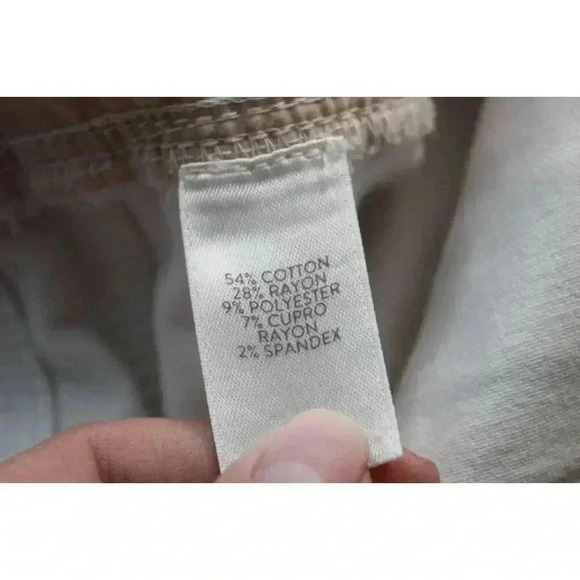 54% COTTON
28% RAYON
9% POLYESTER
7% CUPRO
RAYON
2% SPANDEX